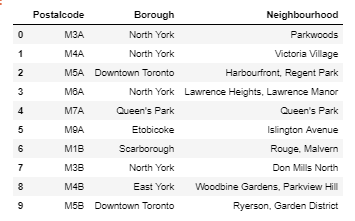 Postalcode Borough Neighbourhood
0 M3A North York Parkwoods
1 M4A North York Victoria Village
2 M5A Downtown Toronto Harbourfront, Regent Park
3 M6A North York Lawrence Heights, Lawrence Manor
4 M7A Queen's Park Queen's Park
5 M9A Etobicoke Islington Avenue
6 M1B Scarborough Rouge, Malvern
7 M3B North York Don Mills North
8 M4B East York Woodbine Gardens, Parkview Hill
9 M5B Downtown Toronto Ryerson, Garden District